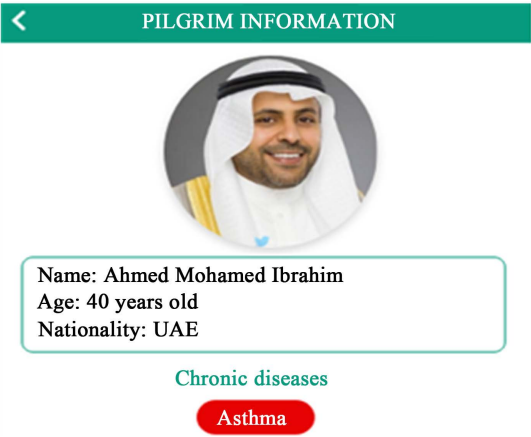 PILGRIM INFORMATION
Name: Ahmed Mohamed Ibrahim
Age: 40 years old
Nationality: UAE
Chronic diseases
Asthma